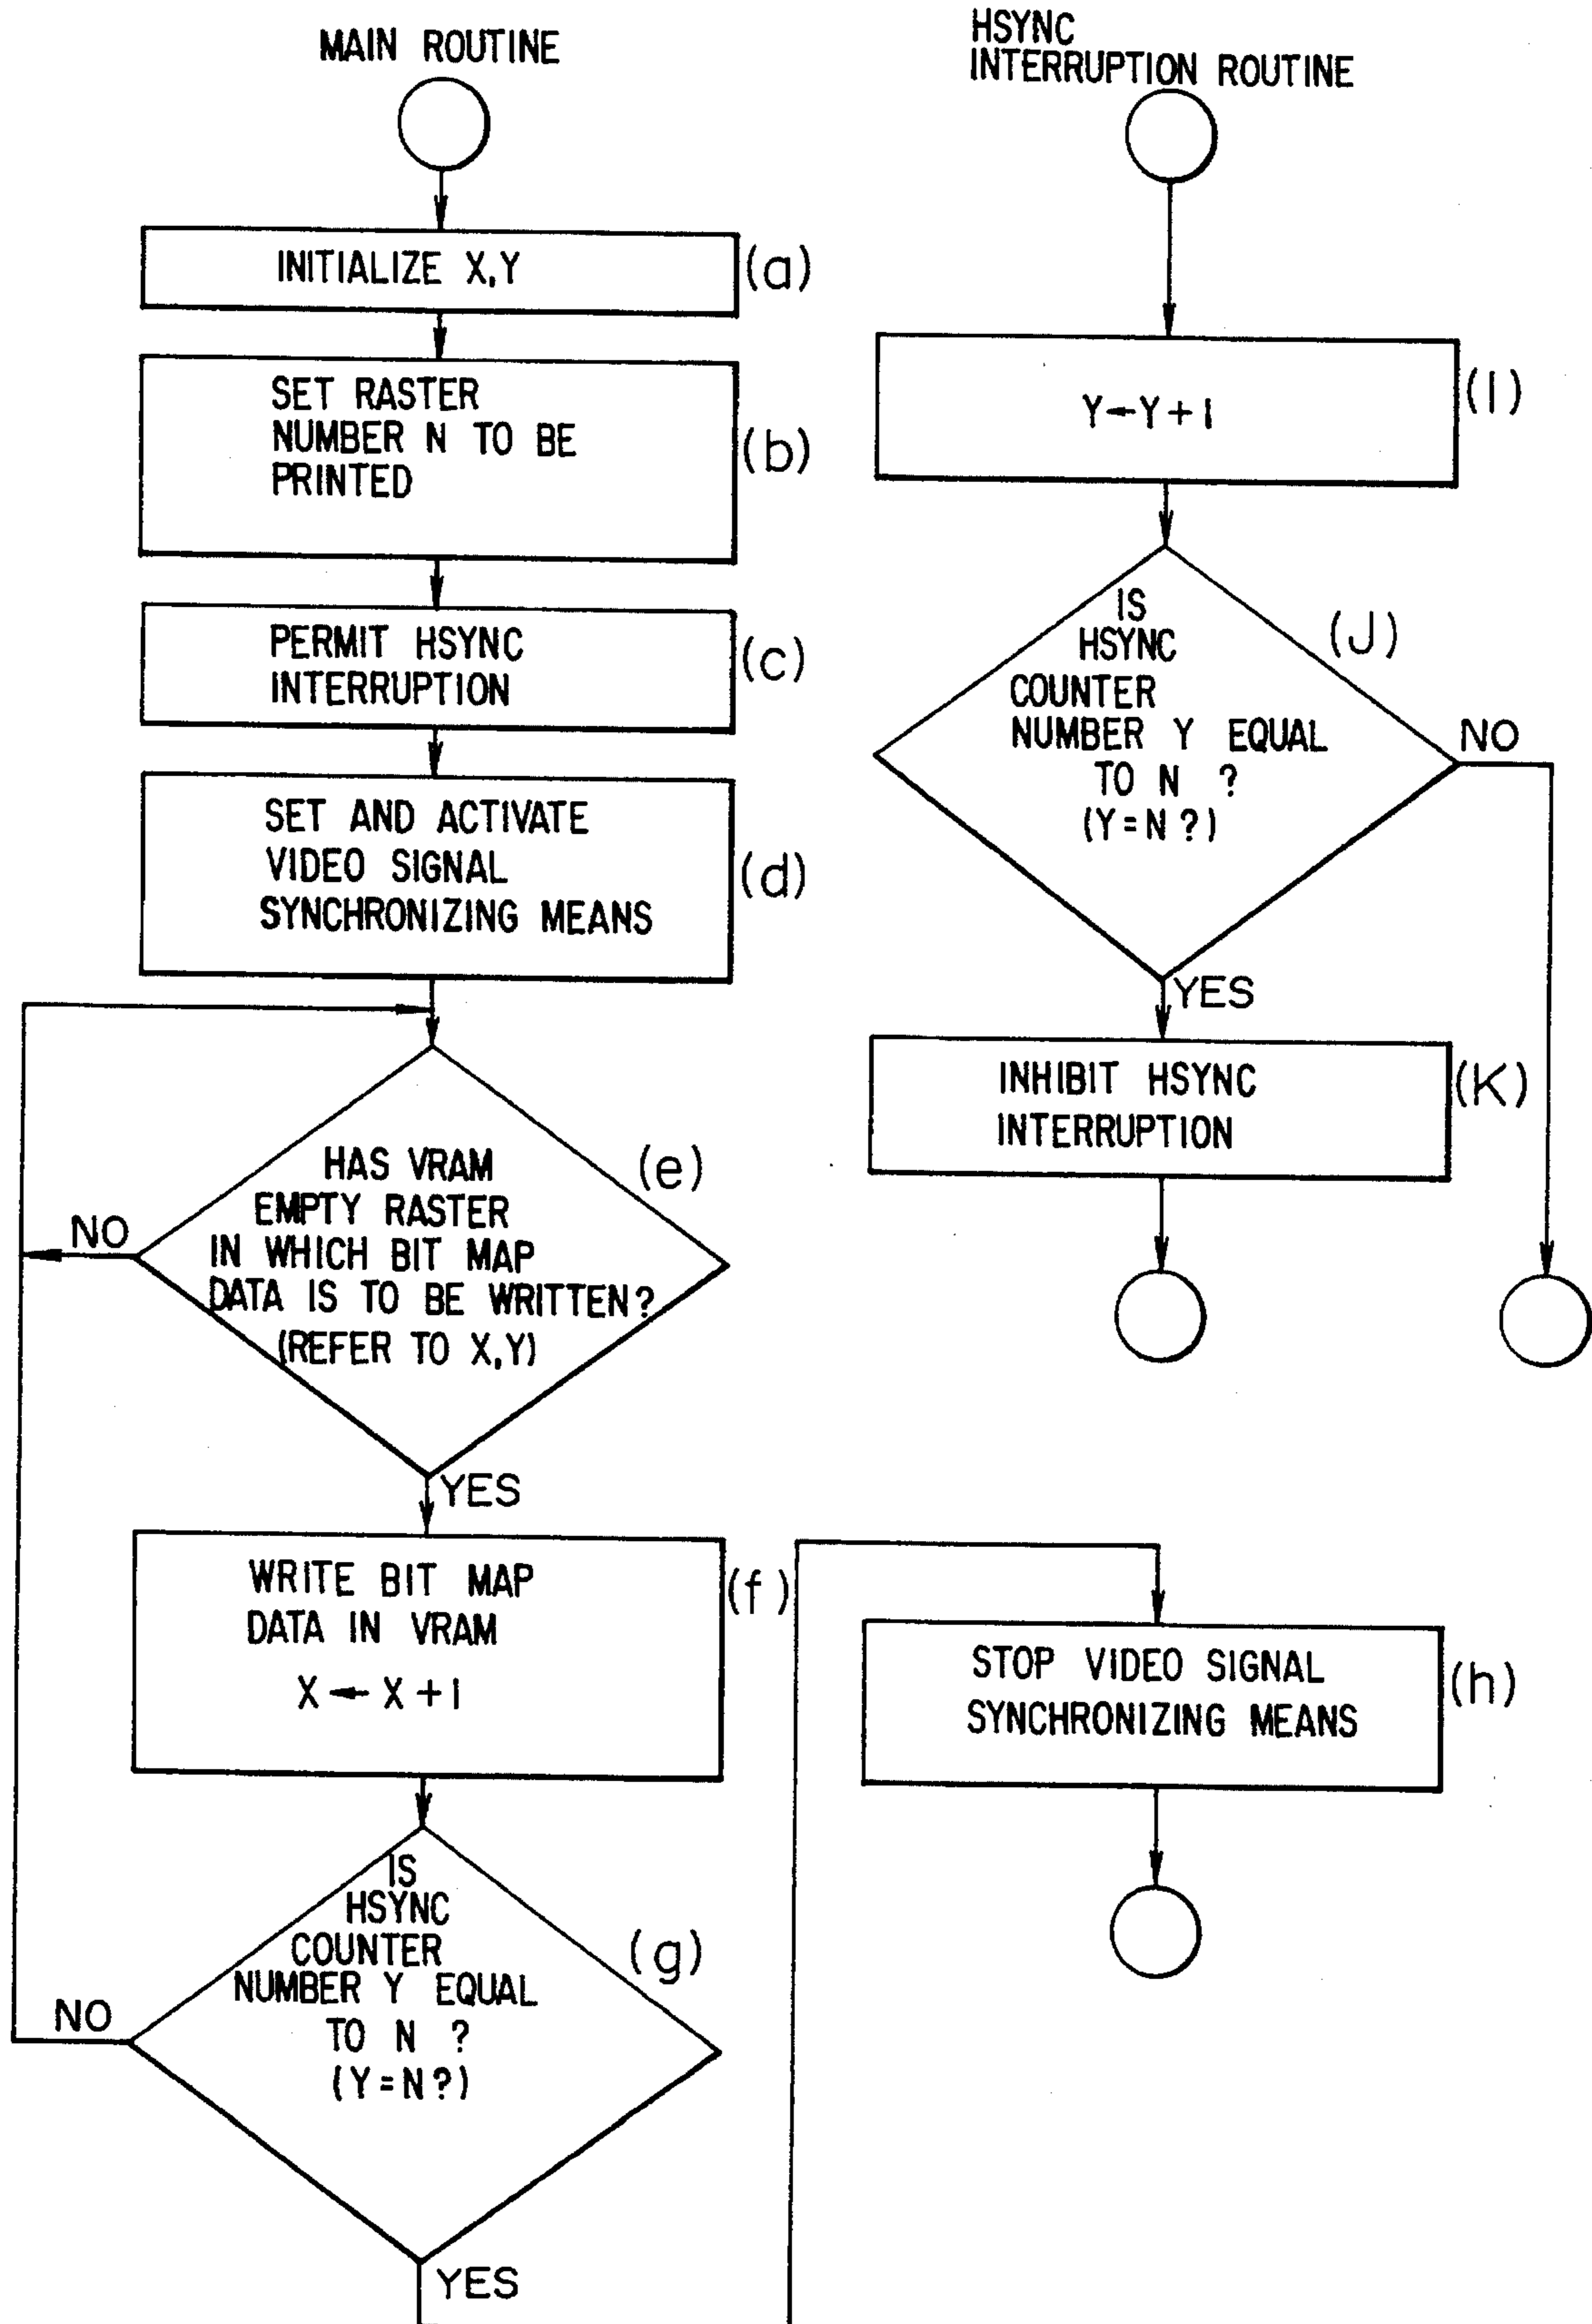 MAIN ROUTINE
INITIALIZE X,Y
(a)
SET RASTER
NUMBER N TO BE
PRINTED
(b)
PERMIT HSYNC
INTERRUPTION
(c)
SET AND ACTIVATE
VIDEO SIGNAL
SYNCHRONIZING MEANS
(d)
HAS VRAM
EMPTY RASTER
IN WHICH BIT MAP
DATA IS TO BE WRITTEN?
(REFER TO X,Y)
(e)
NO
YES
WRITE BIT MAP
DATA IN VRAM
X ← X + 1
(f)
IS
HSYNC
COUNTER
NUMBER Y EQUAL
TO N ?
(Y=N?)
(g)
NO
YES
HSYNC
INTERRUPTION ROUTINE
Y←Y+1
(I)
IS
HSYNC
COUNTER
NUMBER Y EQUAL
TO N ?
(Y=N?)
(J)
NO
YES
INHIBIT HSYNC
INTERRUPTION
(K)
STOP VIDEO SIGNAL
SYNCHRONIZING MEANS
(h)